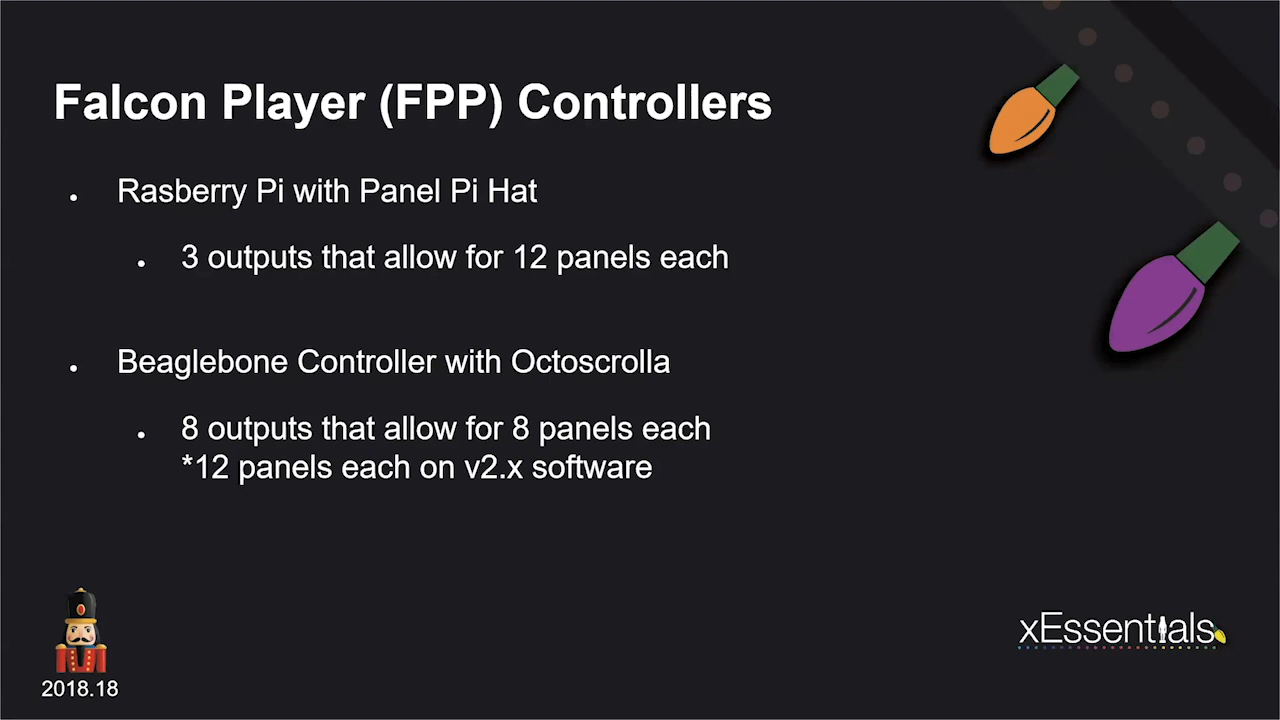 Falcon Player (FPP) Controllers
Rasberry Pi with Panel Pi Hat
3 outputs that allow for 12 panels each
Beaglebone Controller with Octoscrolla
8 outputs that allow for 8 panels each
*12 panels each on v2.x software
2018.18
xEssentials